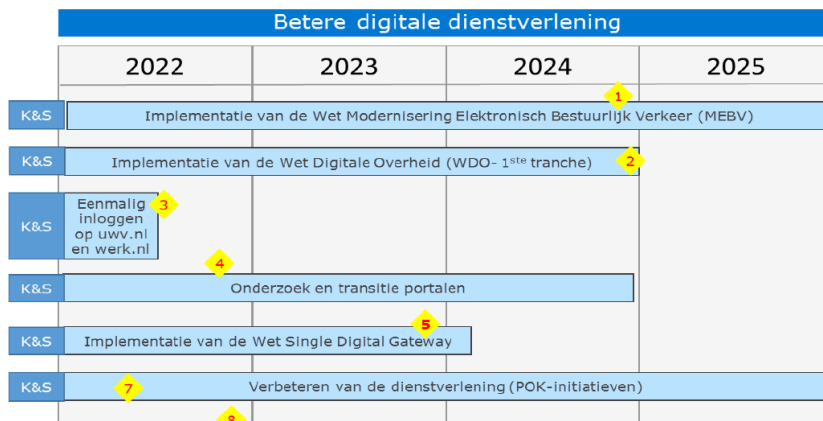 Betere digitale dienstverlening
2022 2023 2024 2025
1
K&S Implementatie van de Wet Modernisering Elektronisch Bestuurlijk Verkeer (MEBV)
K&S Implementatie van de Wet Digitale Overheid (WDO- 1ste tranche) 2
K&S Eenmalig 3
inloggen
op uwv.nl
en werk.nl
4
K&S Onderzoek en transitie portalen
5
K&S Implementatie van de Wet Single Digital Gateway
K&S 7 Verbeteren van de dienstverlening (POK-initiatieven)
8